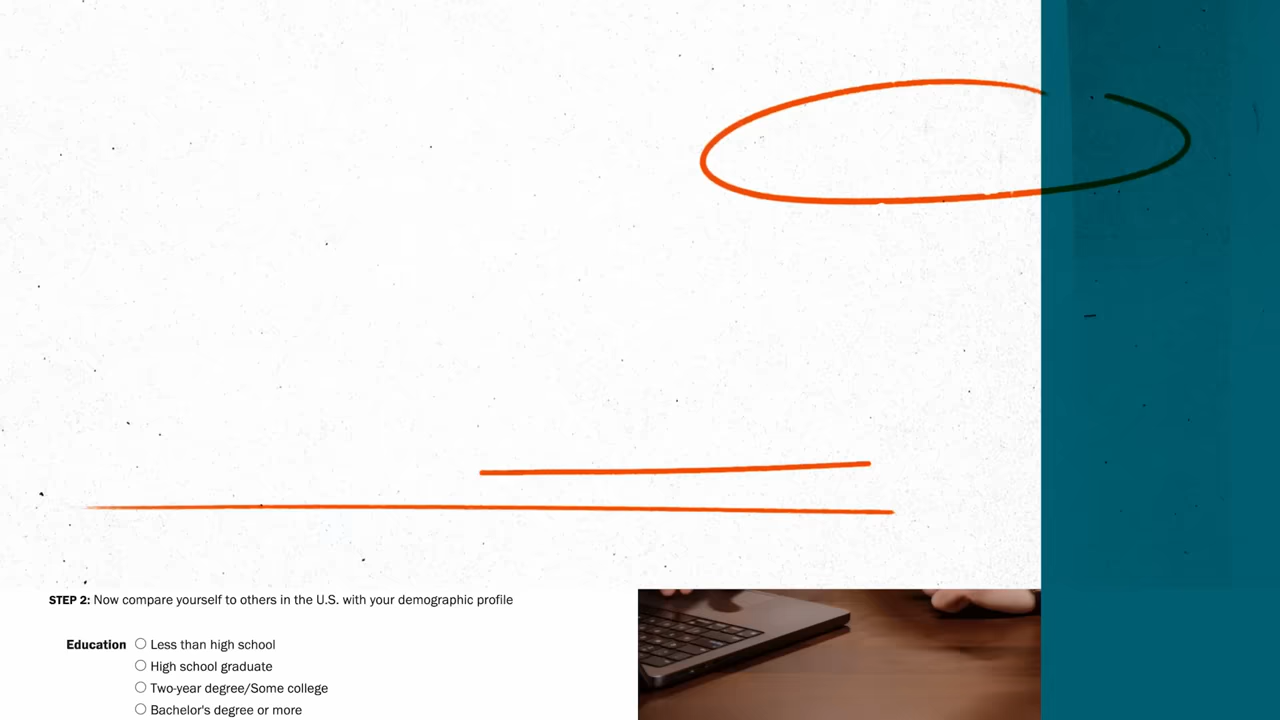 STEP 2: Now compare yourself to others in the U.S. with your demographic profile
Education
Less than high school
High school graduate
Two-year degree/Some college
Bachelor's degree or more